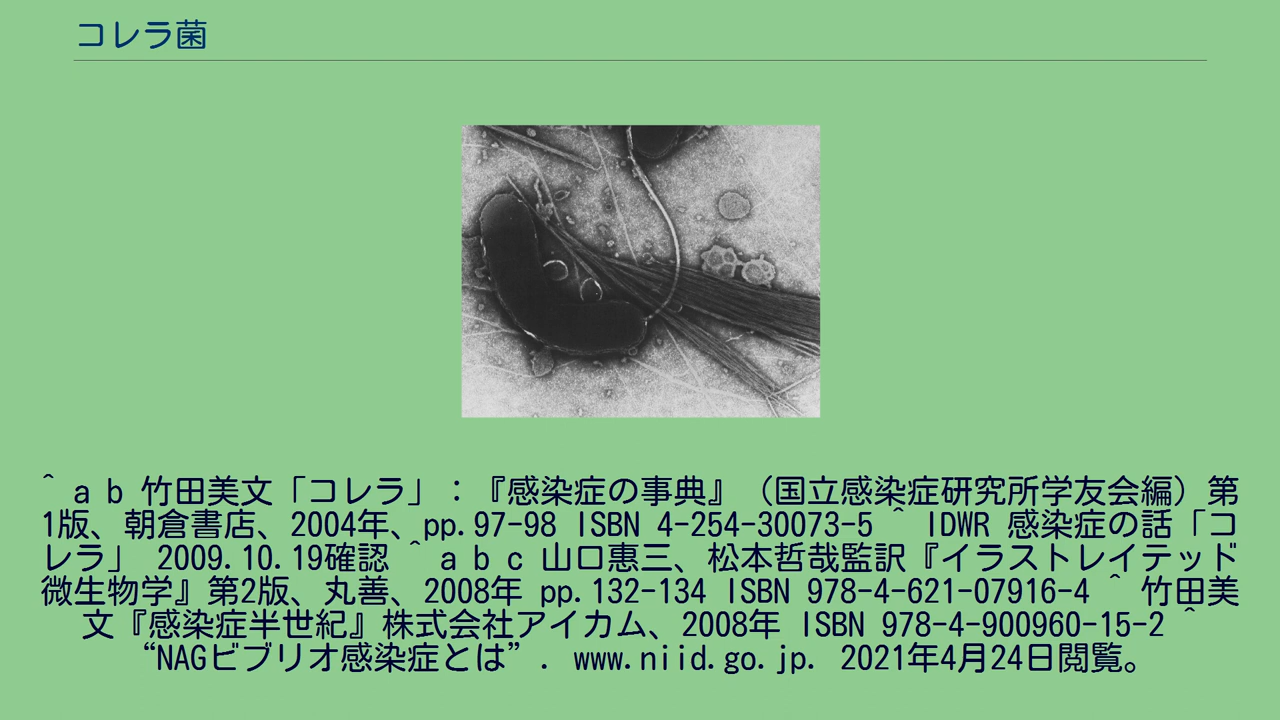 コレラ菌
^ a b 竹田美文「コレラ」：『感染症の事典』（国立感染症研究所学友会編）第
1版、朝倉書店、2004年、pp.97-98 ISBN 4-254-30073-5 ^ IDWR 感染症の話「コ
レラ」 2009.10.19確認 ^ a b c 山口惠三、松本哲哉監訳『イラストレイテッド
微生物学』第2版、丸善、2008年 pp.132-134 ISBN 978-4-621-07916-4 ^ 竹田美
文『感染症半世紀』株式会社アイカム、2008年 ISBN 978-4-900960-15-2 ^
“NAGビブリオ感染症とは”. www.niid.go.jp. 2021年4月24日閲覧。